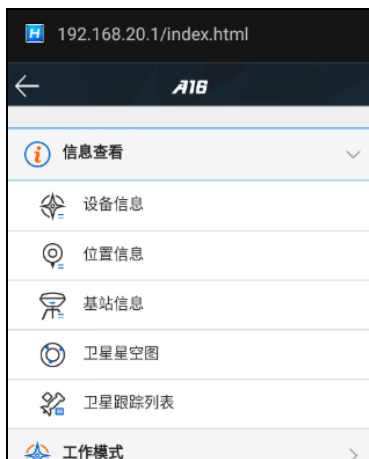 192.168.20.1/index.html
A16
信息查看
设备信息
位置信息
基站信息
卫星星空图
卫星跟踪列表
工作模式